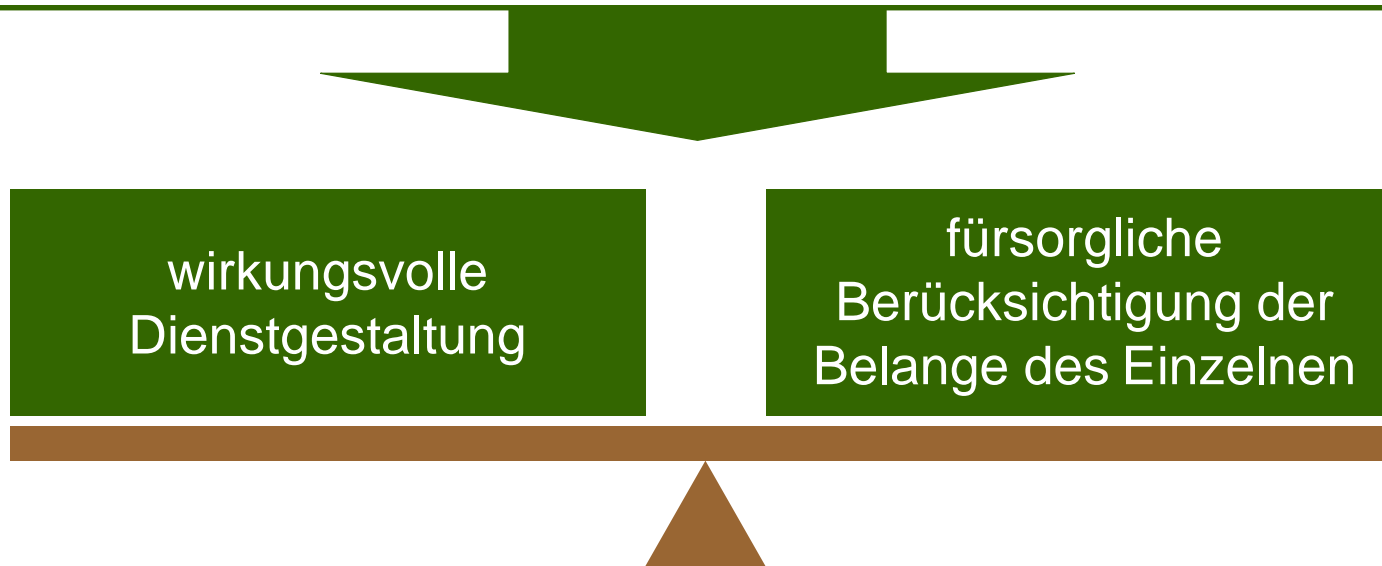 wirkungsvolle
Dienstgestaltung
fürsorgliche
Berücksichtigung der
Belange des Einzelnen